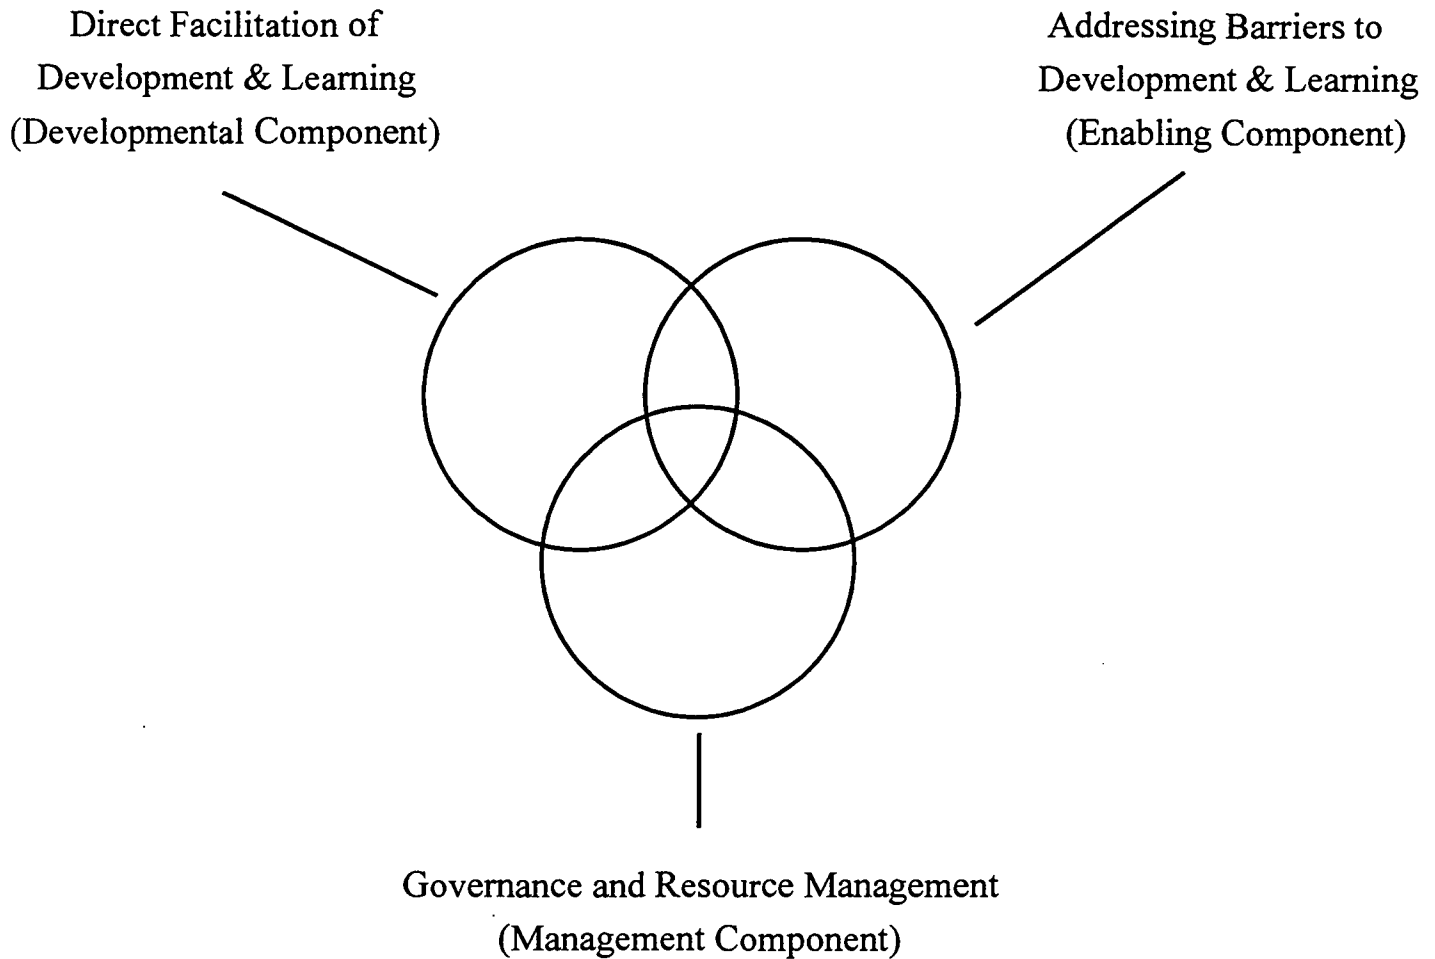 Direct Facilitation of
Development & Learning
(Developmental Component)
Addressing Barriers to
Development & Learning
(Enabling Component)
Governance and Resource Management
(Management Component)